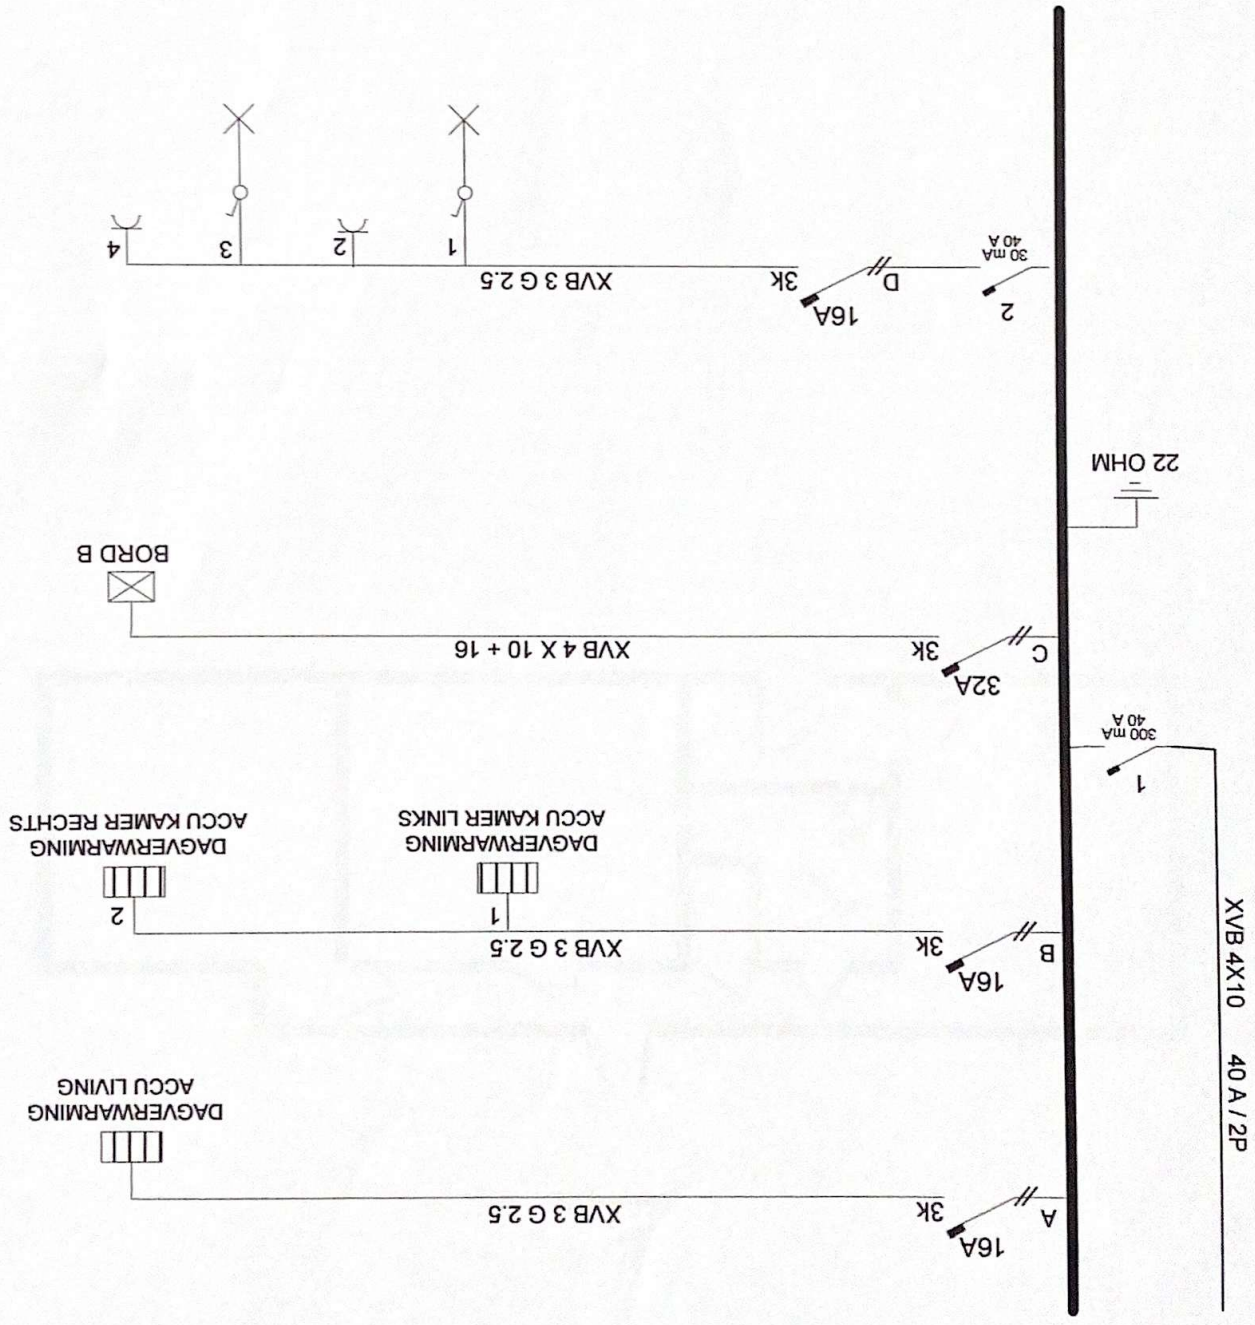 XVB 4X10 40 A / 2P
A
16A
3k
XVB 3 G 2.5
DAGVERWARMING
ACCU LIVING
B
16A
3k
XVB 3 G 2.5
1
DAGVERWARMING
ACCU KAMER LINKS
2
DAGVERWARMING
ACCU KAMER RECHTS
1
300 mA
40 A
C
32A
3k
XVB 4 X 10 + 16
BORD B
22 OHM
2
30 mA
40 A
D
16A
3k
XVB 3 G 2.5
1
2
3
4